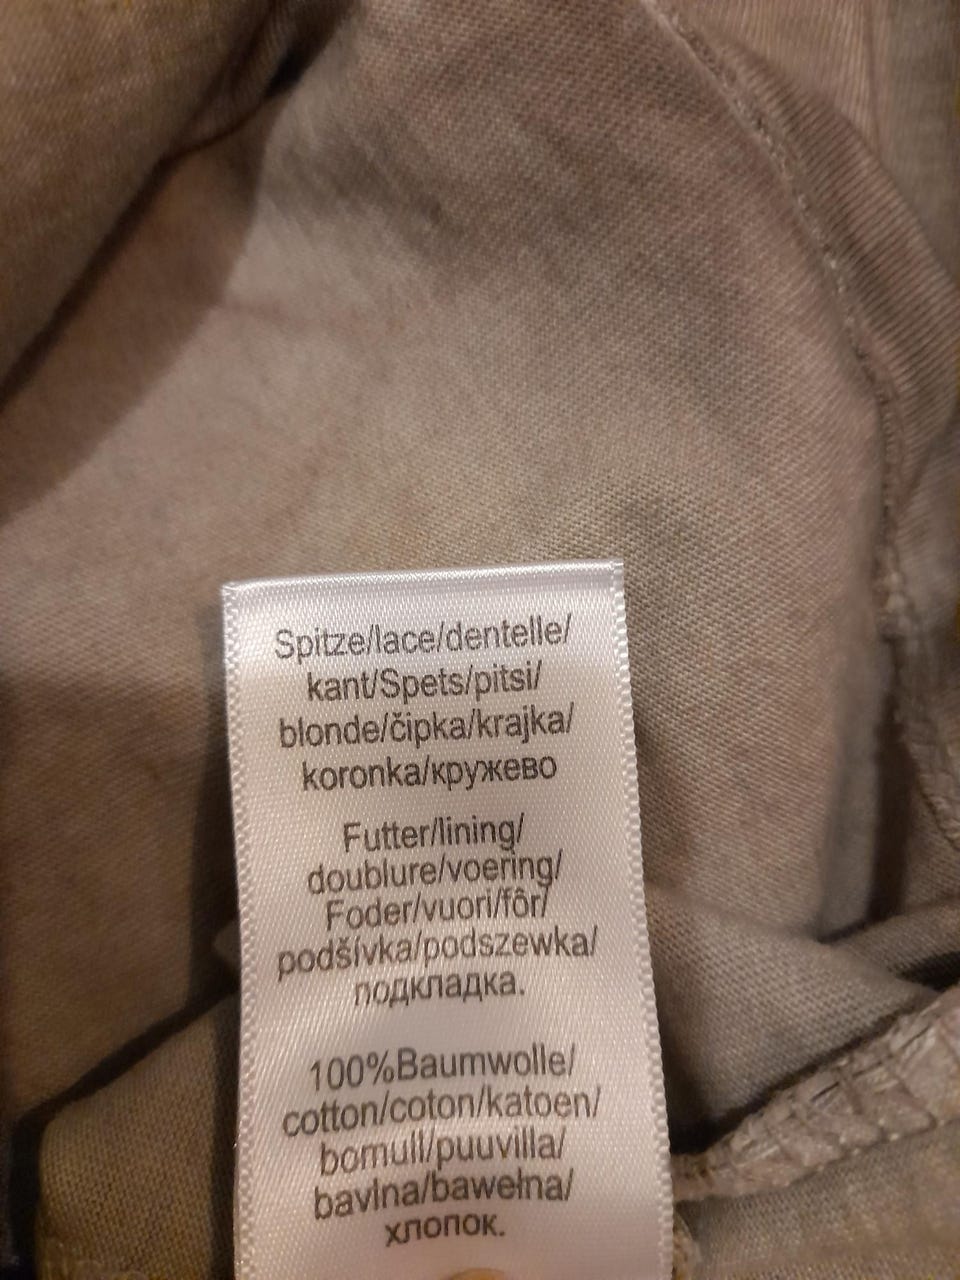 Spitze/lace/dentelle/
kant/Spets/pitsi/
blonde/čipka/krajka/
koronka/кружево
Futter/lining/
doublure/voering/
Foder/vuori/fôr/
podšívka/podszewka/
подкладка.
100%Baumwolle/
cotton/coton/katoen/
bomull/puuvilla/
bavlna/bawełna/
хлопок.